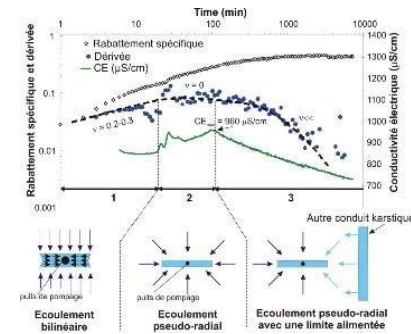 Time (min)
1 10 100 1000 10000
Rabattement spécifique et dérivée
1
0.1
0.01
0.001
Rabattement spécifique
Dérivée
CE (µS/cm)
ν = 0
ν = 0.2-0.3
ν<<
= 960 µS/cm
1400
1300
1200
1100
1000
900
800
700
Conductivité électrique (µS/cm)
1 2 3
Autre conduit karstique
puits de pompage
puits de pompage
Ecoulement bilinéaire
Ecoulement pseudo-radial
Ecoulement pseudo-radial avec une limite alimentée